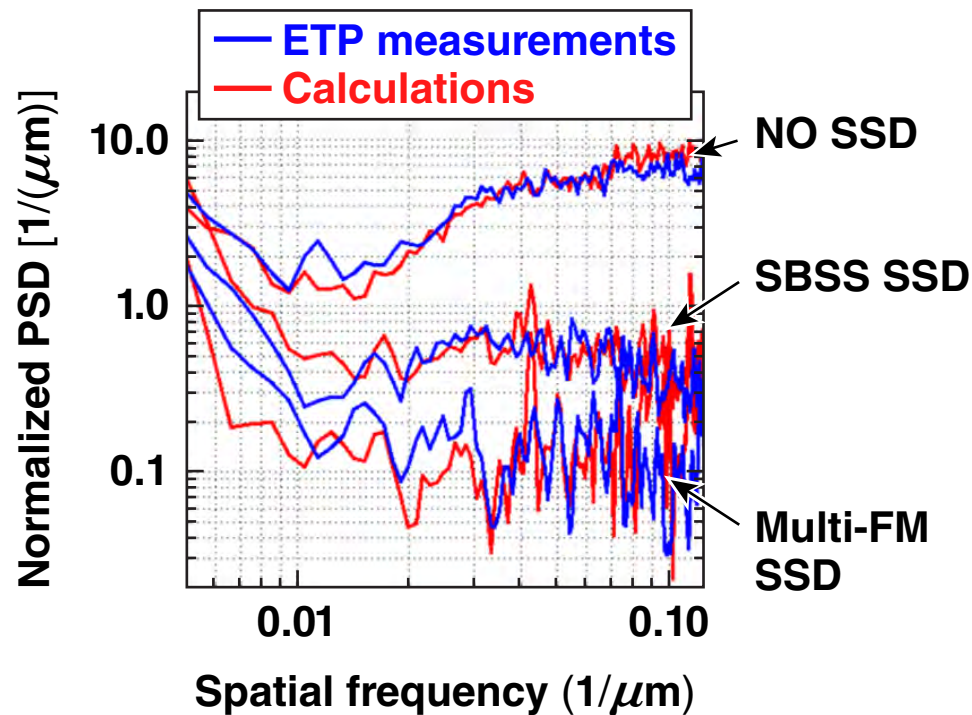 ETP measurements
Calculations
Normalized PSD [1/(μm)]
10.0
1.0
0.1
NO SSD
SBSS SSD
Multi-FM
SSD
0.01
0.10
Spatial frequency (1/μm)